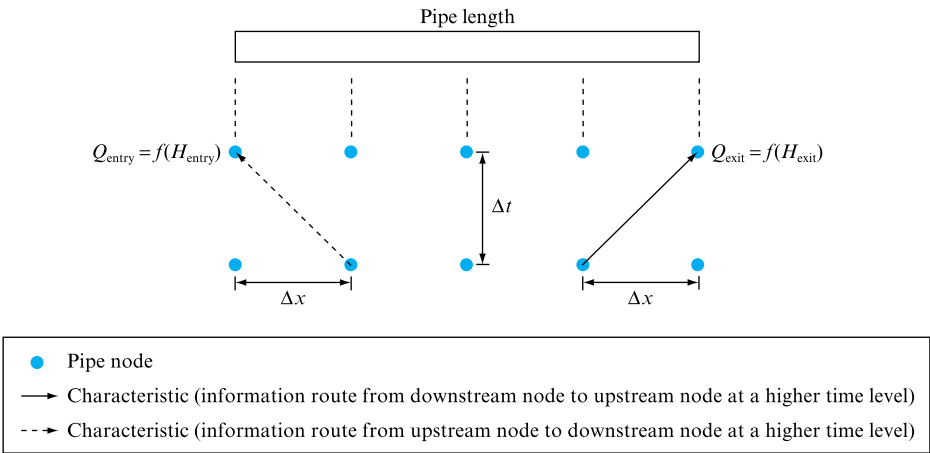 Pipe length
Q_entry = f(H_entry)
Q_exit = f(H_exit)
Δt
Δx
Δx
Pipe node
Characteristic (information route from downstream node to upstream node at a higher time level)
Characteristic (information route from upstream node to downstream node at a higher time level)